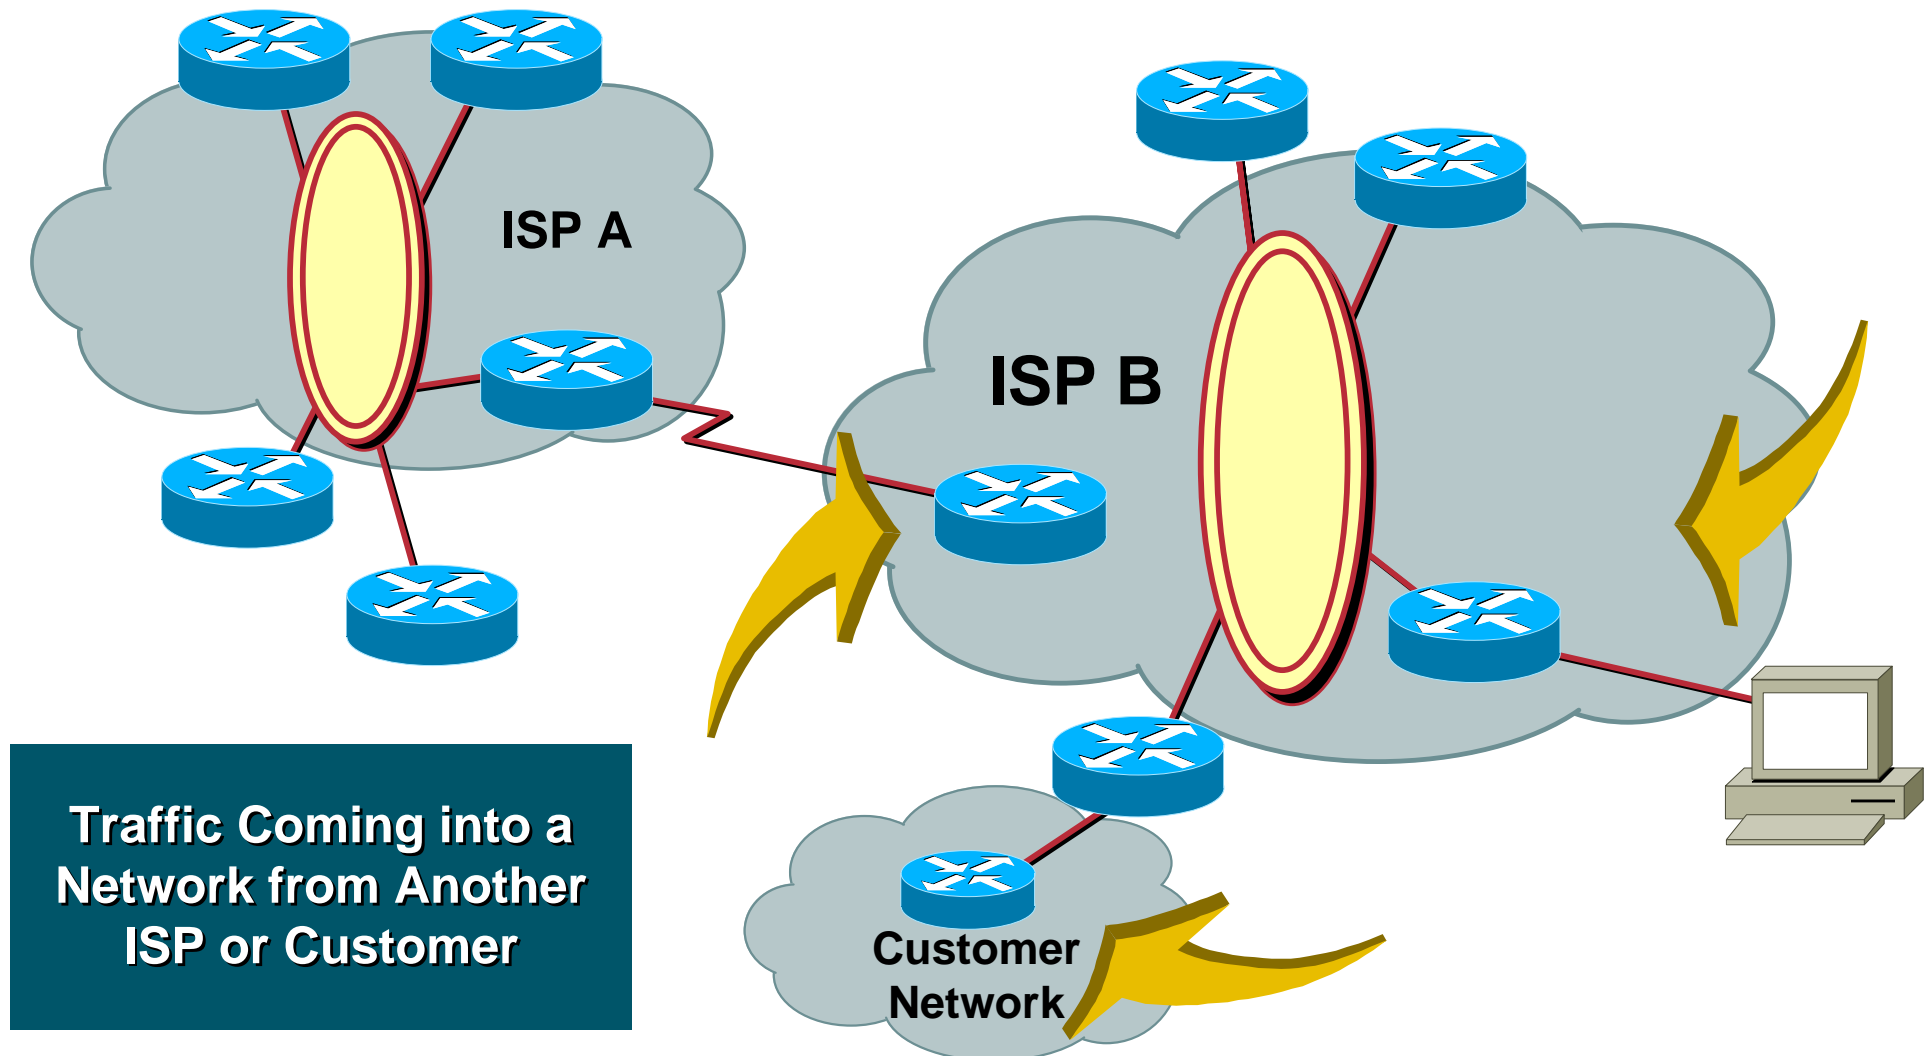 ISP A
ISP B
Traffic Coming into a
Network from Another
ISP or Customer
Customer
Network